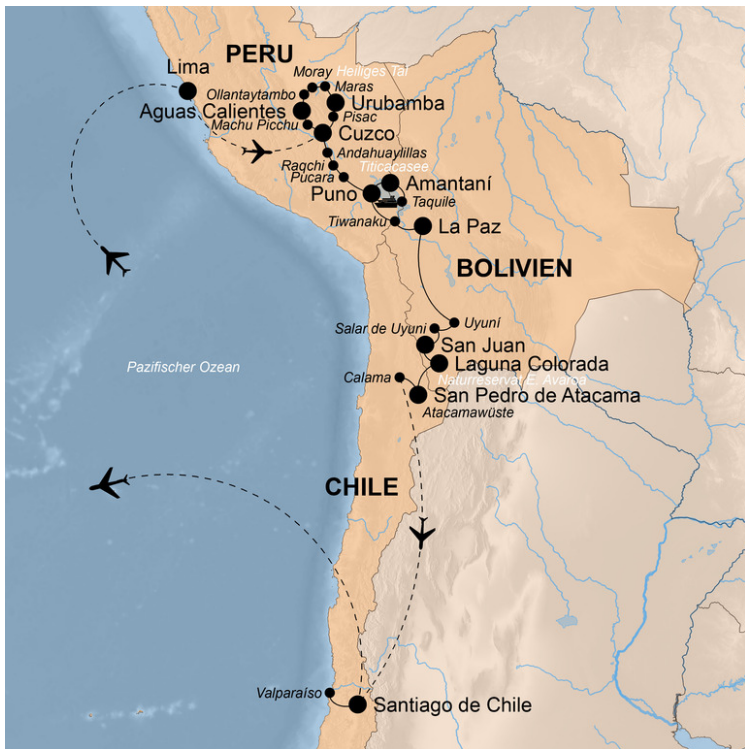 PERU
Lima
Moray
Heiliges Tal
Maras
Ollantaytambo
Urubamba
Aguas Calientes
Pisac
Machu Picchu
Cuzco
Andahuaylillas
Raqchi
Titicacasee
Pucara
Amantaní
Puno
Taquile
Tiwanaku
La Paz
BOLIVIEN
Uyuní
Salar de Uyuni
San Juan
Laguna Colorada
Pazifischer Ozean
Calama
Naturreservat E. Avaroa
San Pedro de Atacama
Atacamawüste
CHILE
Valparaíso
Santiago de Chile